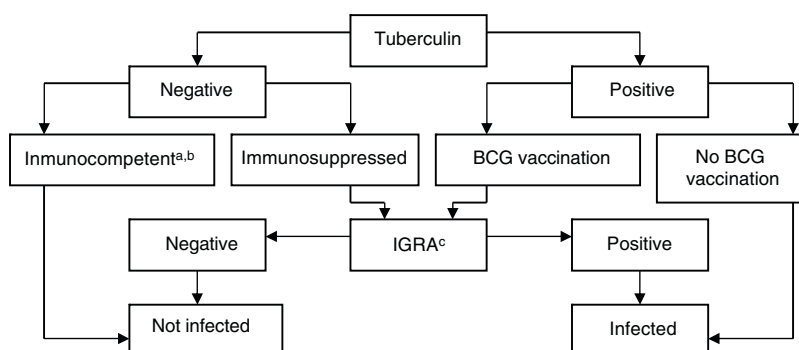 Tuberculin
Negative
Positive
Inmunocompetentᵃ,ᵇ
Immunosuppressed
BCG vaccination
No BCG
vaccination
Negative
IGRAᶜ
Positive
Not infected
Infected